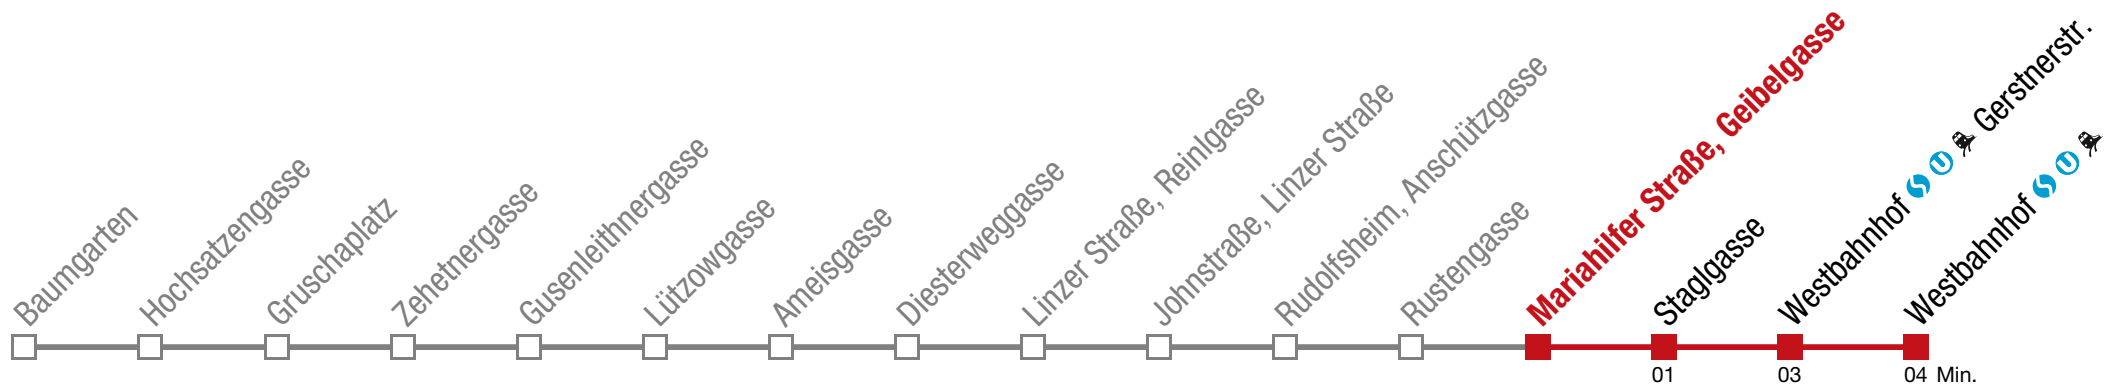 Baumgarten
Hochsatzengasse
Gruschaplatz
Zehetnergasse
Gusenleithnergasse
Lützowgasse
Ameisgasse
Diesterweggasse
Linzer Straße, Reinlgasse
Johnstraße, Linzer Straße
Rudolfsheim, Anschützgasse
Rustengasse
Mariahilfer Straße, Geibelgasse
Staglgasse
Westbahnhof S U Gerstnerstr.
Westbahnhof S U
01
03
04 Min.